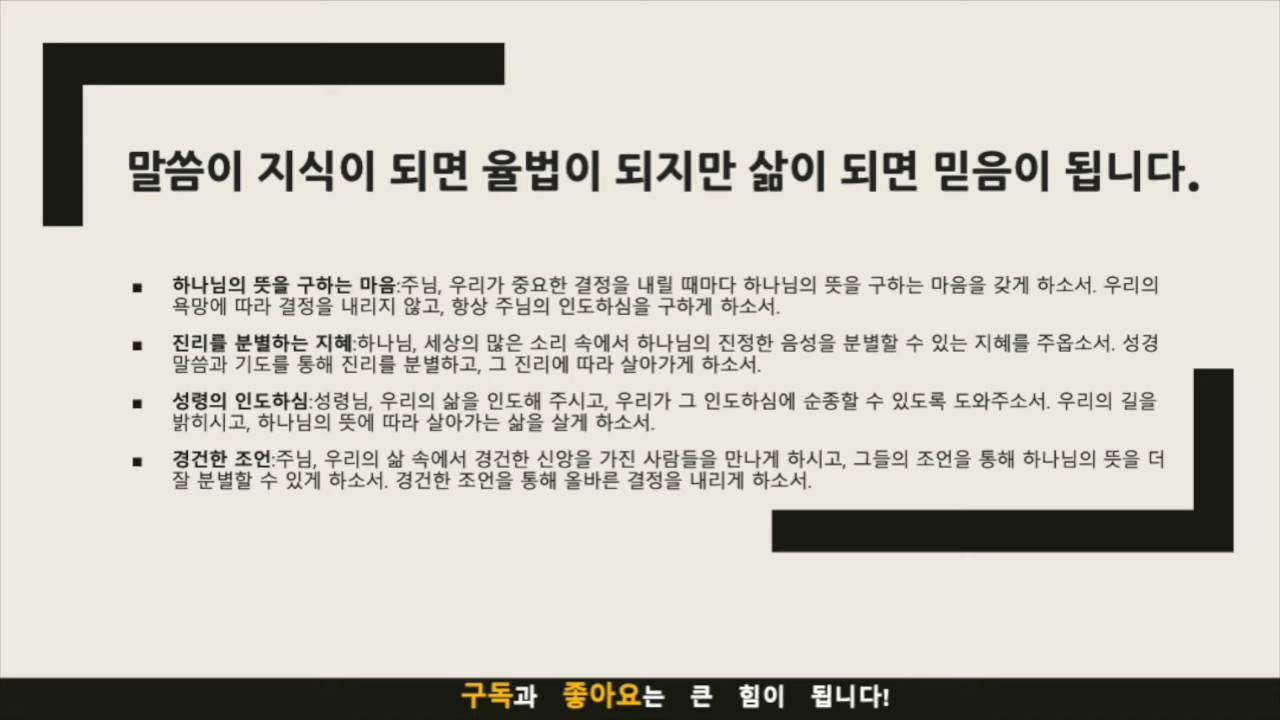 말씀이 지식이 되면 율법이 되지만 삶이 되면 믿음이 됩니다.
▪ 하나님의 뜻을 구하는 마음:주님, 우리가 중요한 결정을 내릴 때마다 하나님의 뜻을 구하는 마음을 갖게 하소서. 우리의
욕망에 따라 결정을 내리지 않고, 항상 주님의 인도하심을 구하게 하소서.
▪ 진리를 분별하는 지혜:하나님, 세상의 많은 소리 속에서 하나님의 진정한 음성을 분별할 수 있는 지혜를 주옵소서. 성경
말씀과 기도를 통해 진리를 분별하고, 그 진리에 따라 살아가게 하소서.
▪ 성령의 인도하심:성령님, 우리의 삶을 인도해 주시고, 우리가 그 인도하심에 순종할 수 있도록 도와주소서. 우리의 길을
밝히시고, 하나님의 뜻에 따라 살아가는 삶을 살게 하소서.
▪ 경건한 조언:주님, 우리의 삶 속에서 경건한 신앙을 가진 사람들을 만나게 하시고, 그들의 조언을 통해 하나님의 뜻을 더
잘 분별할 수 있게 하소서. 경건한 조언을 통해 올바른 결정을 내리게 하소서.
구독과 좋아요는 큰 힘이 됩니다!